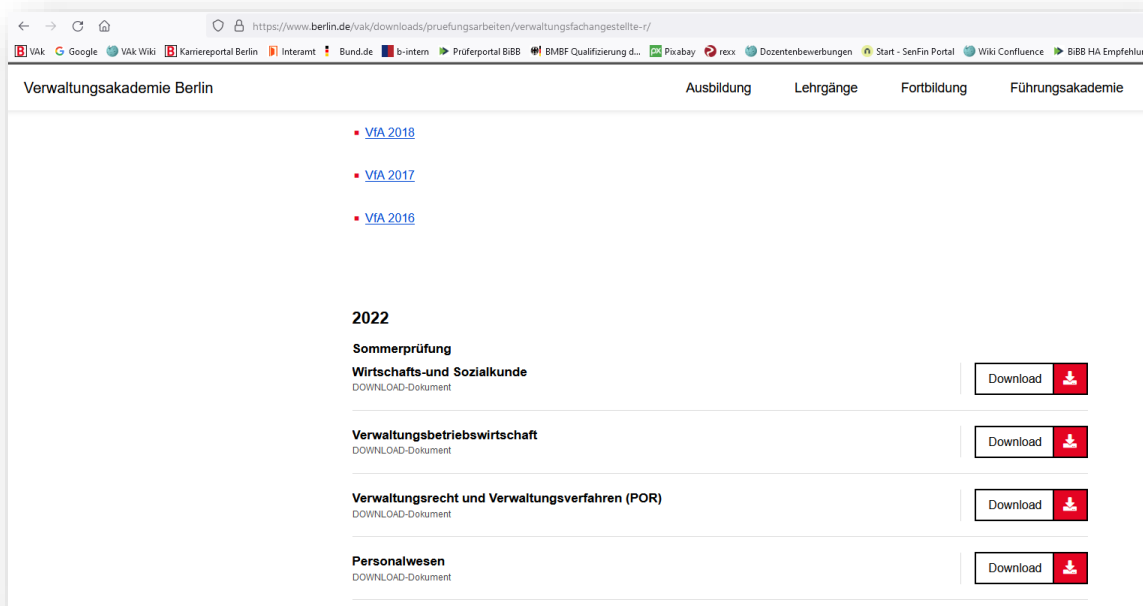 https://www.berlin.de/vak/downloads/pruefungsarbeiten/verwaltungsfachangestellte-r/
B VAk G Google VAk Wiki B Karriereportal Berlin Interamt Bund.de b-intern Prüferportal BiBB BMBF Qualifizierung d... px Pixabay rexx Dozentenbewerbungen Start - SenFin Portal Wiki Confluence BiBB HA Empfehlun
Verwaltungsakademie Berlin Ausbildung Lehrgänge Fortbildung Führungsakademie
VfA 2018
VfA 2017
VfA 2016
2022
Sommerprüfung
Wirtschafts-und Sozialkunde
DOWNLOAD-Dokument
Download
Verwaltungsbetriebswirtschaft
DOWNLOAD-Dokument
Download
Verwaltungsrecht und Verwaltungsverfahren (POR)
DOWNLOAD-Dokument
Download
Personalwesen
DOWNLOAD-Dokument
Download